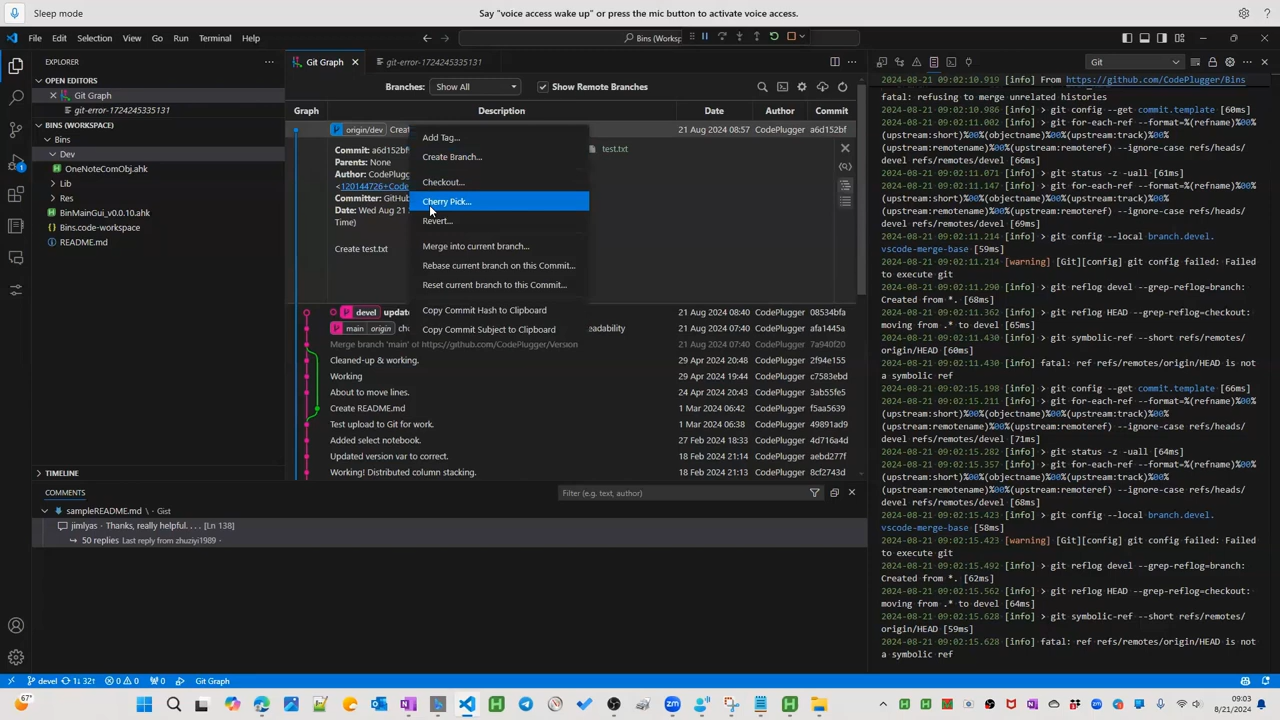 Sleep mode
Say "voice access wake up" or press the mic button to activate voice access.
File Edit Selection View Go Run Terminal Help
Bins (Worksp
EXPLORER
OPEN EDITORS
Git Graph
git-error-1724245335131
BINS (WORKSPACE)
Bins
Dev
OneNoteComObj.ahk
Lib
Res
BinMainGui_v0.0.10.ahk
Bins.code-workspace
README.md
TIMELINE
Git Graph
git-error-1724245335131
Branches: Show All Show Remote Branches
Graph Description Date Author Commit
origin/dev Creat 21 Aug 2024 08:57 CodePlugger a6d152bf
Commit: a6d152bf
Parents: None
Author: CodePlugg
<120144726+Code
Committer: GitHub
Date: Wed Aug 21
Time)
Create test.txt
test.txt
Add Tag...
Create Branch...
Checkout...
Cherry Pick...
Revert...
Merge into current branch...
Rebase current branch on this Commit...
Reset current branch to this Commit...
Copy Commit Hash to Clipboard
Copy Commit Subject to Clipboard
devel updat 21 Aug 2024 08:40 CodePlugger 08534bfa
main origin cho eadability 21 Aug 2024 07:40 CodePlugger afa1445a
Merge branch 'main' of https://github.com/CodePlugger/Version 21 Aug 2024 07:40 CodePlugger 7a940f20
Cleaned-up & working. 29 Apr 2024 20:48 CodePlugger 2f94e155
Working 29 Apr 2024 19:44 CodePlugger c7583ebd
About to move lines. 29 Apr 2024 18:44 CodePlugger 3ab55fe5
Create README.md 1 Mar 2024 06:42 CodePlugger f5aa5639
Test upload to Git for work. 1 Mar 2024 06:38 CodePlugger 49891ad9
Added select notebook. 27 Feb 2024 18:33 CodePlugger 4d716a4d
Updated version var to correct. 18 Feb 2024 21:14 CodePlugger aebd277f
Working! Distributed column stacking. 18 Feb 2024 21:13 CodePlugger 8cf2743d
COMMENTS
Filter (e.g. text, author)
sampleREADME.md · Gist
jimlyas · Thanks, really helpful. . . . [Ln 138]
50 replies Last reply from zhuziyi1989 -
Git
2024-08-21 09:02:10.919 [info] From https://github.com/CodePlugger/Bins
fatal: refusing to merge unrelated histories
2024-08-21 09:02:10.996 [info] > git config --get commit.template [60ms]
2024-08-21 09:02:10.998 [info] > git for-each-ref --format=%(refname)%00%
(upstream:short)%00%(objectname)%00%(upstream:track)%00%
(upstream:remotename)%00%(upstream:remoteref) --ignore-case refs/heads/
devel refs/remotes/devel [66ms]
2024-08-21 09:02:11.071 [info] > git status -z -uall [59ms]
2024-08-21 09:02:11.147 [info] > git for-each-ref --format=%(refname)%00%
(upstream:short)%00%(objectname)%00%(upstream:track)%00%
(upstream:remotename)%00%(upstream:remoteref) --ignore-case refs/heads/
devel refs/remotes/devel [69ms]
2024-08-21 09:02:11.214 [info] > git config --local branch.devel.
vscode-merge-base [59ms]
2024-08-21 09:02:11.214 [warning] [Git][config] git config failed: Failed
to execute git
2024-08-21 09:02:11.290 [info] > git reflog devel --grep-reflog=branch:
Created from *. [68ms]
2024-08-21 09:02:11.363 [info] > git reflog HEAD --grep-reflog=checkout:
moving from .* to devel [65ms]
2024-08-21 09:02:11.430 [info] > git symbolic-ref --short refs/remotes/
origin/HEAD [60ms]
2024-08-21 09:02:11.430 [info] fatal: ref refs/remotes/origin/HEAD is not
a symbolic ref
2024-08-21 09:02:15.198 [info] > git config --get commit.template [66ms]
2024-08-21 09:02:15.211 [info] > git for-each-ref --format=%(refname)%00%
(upstream:short)%00%(objectname)%00%(upstream:track)%00%
(upstream:remotename)%00%(upstream:remoteref) --ignore-case refs/heads/
devel refs/remotes/devel [71ms]
2024-08-21 09:02:15.282 [info] > git status -z -uall [64ms]
2024-08-21 09:02:15.357 [info] > git for-each-ref --format=%(refname)%00%
(upstream:short)%00%(objectname)%00%(upstream:track)%00%
(upstream:remotename)%00%(upstream:remoteref) --ignore-case refs/heads/
devel refs/remotes/devel [68ms]
2024-08-21 09:02:15.423 [info] > git config --local branch.devel.
vscode-merge-base [58ms]
2024-08-21 09:02:15.423 [warning] [Git][config] git config failed: Failed
to execute git
2024-08-21 09:02:15.492 [info] > git reflog devel --grep-reflog=branch:
Created from *. [62ms]
2024-08-21 09:02:15.562 [info] > git reflog HEAD --grep-reflog=checkout:
moving from .* to devel [64ms]
2024-08-21 09:02:15.628 [info] > git symbolic-ref --short refs/remotes/
origin/HEAD [59ms]
2024-08-21 09:02:15.628 [info] fatal: ref refs/remotes/origin/HEAD is not
a symbolic ref
devel 1↓ 32↑ 0 0 0 Git Graph
67°
09:03
8/21/2024